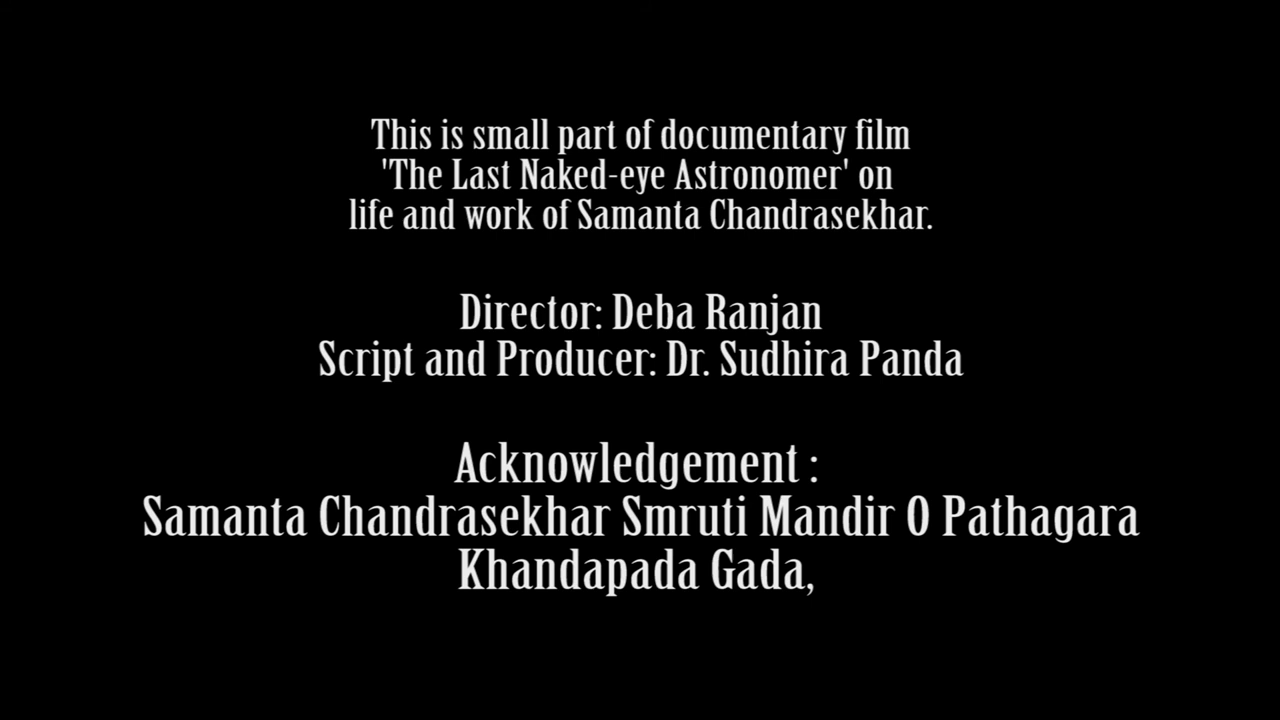 This is small part of documentary film
'The Last Naked-eye Astronomer' on
life and work of Samanta Chandrasekhar.
Director: Deba Ranjan
Script and Producer: Dr. Sudhira Panda
Acknowledgement :
Samanta Chandrasekhar Smruti Mandir O Pathagara
Khandapada Gada,